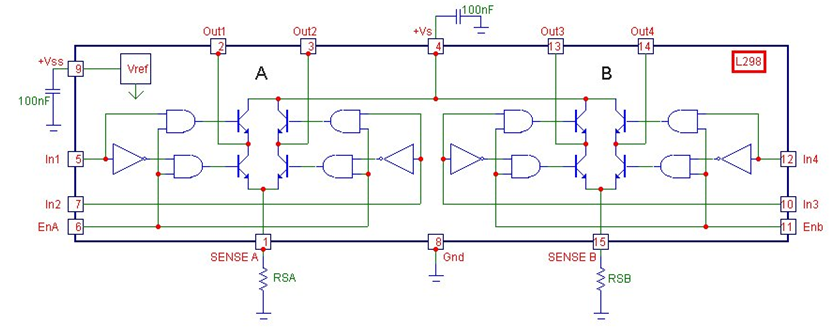 100nF
Out1 Out2 +Vs Out3 Out4
2 3 4 13 14
+Vss 9 Vref A B L298
100nF
In1 5 12 In4
In2 7 10 In3
EnA 6 11 Enb
1 8 15
SENSE A Gnd SENSE B
RSA RSB